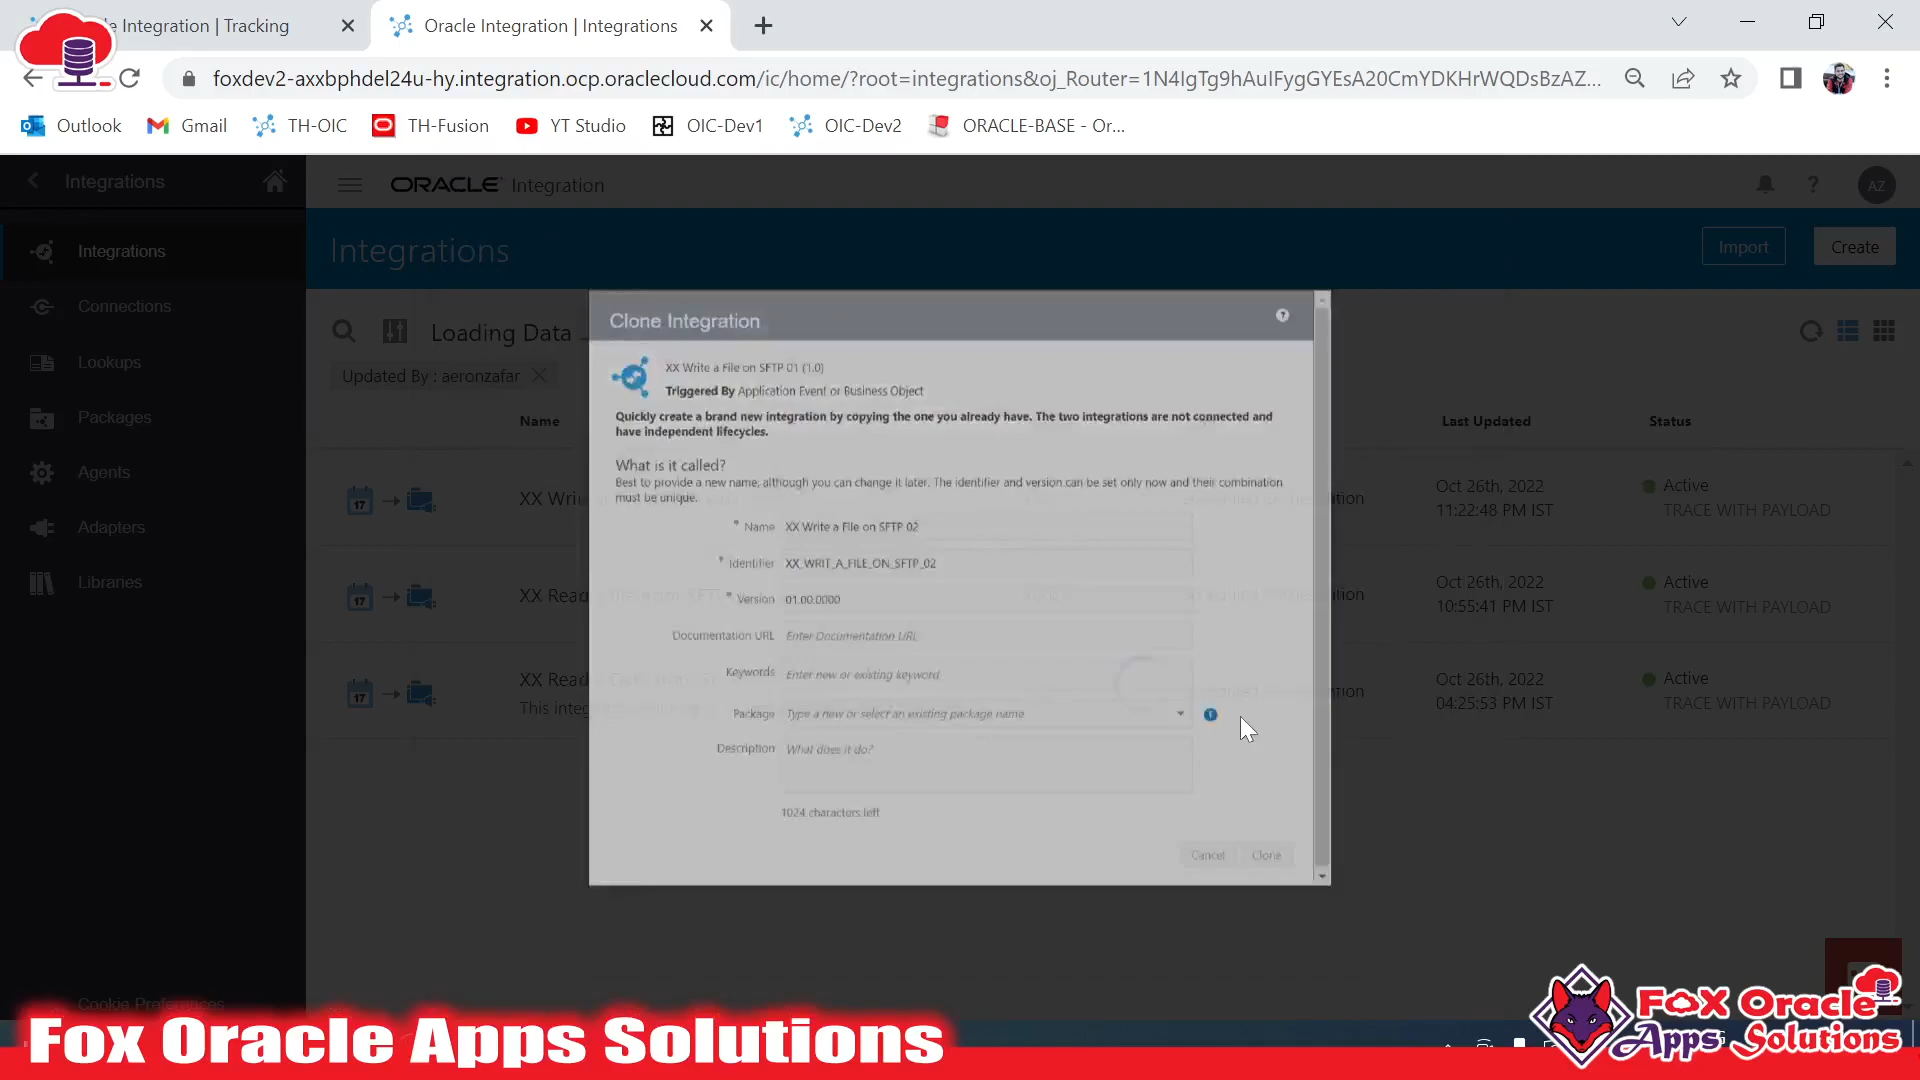 le Integration | Tracking
Oracle Integration | Integrations
foxdev2-axxbphdel24u-hy.integration.ocp.oraclecloud.com/ic/home/?root=integrations&oj_Router=1N4IgTg9hAuIFygGYEsA20CmYDKHrWQDsBzAZ...
Outlook
Gmail
TH-OIC
TH-Fusion
YT Studio
OIC-Dev1
OIC-Dev2
ORACLE-BASE - Or...
Integrations
ORACLE Integration
AZ
Integrations
Connections
Lookups
Packages
Agents
Adapters
Libraries
Cookie Preferences
Integrations
Import
Create
Loading Data
Updated By : aeronzafar
Name
Last Updated
Status
XX Wri
Oct 26th, 2022
11:22:48 PM IST
Active
TRACE WITH PAYLOAD
XX Read
Oct 26th, 2022
10:55:41 PM IST
Active
TRACE WITH PAYLOAD
XX Read
This inte
Oct 26th, 2022
04:25:53 PM IST
Active
TRACE WITH PAYLOAD
Clone Integration
XX Write a File on SFTP 01 (1.0)
Triggered By Application Event or Business Object
Quickly create a brand new integration by copying the one you already have. The two integrations are not connected and
have independent lifecycles.
What is it called?
Best to provide a new name, although you can change it later. The identifier and version can be set only now and their combination
must be unique.
* Name XX Write a File on SFTP 02
* Identifier XX_WRIT_A_FILE_ON_SFTP_02
* Version 01.00.0000
Documentation URL Enter Documentation URL
Keywords Enter new or existing keyword
Package Type a new or select an existing package name
Description What does it do?
1024 characters left
Cancel
Clone
Fox Oracle Apps Solutions
FOX Oracle
Apps Solutions